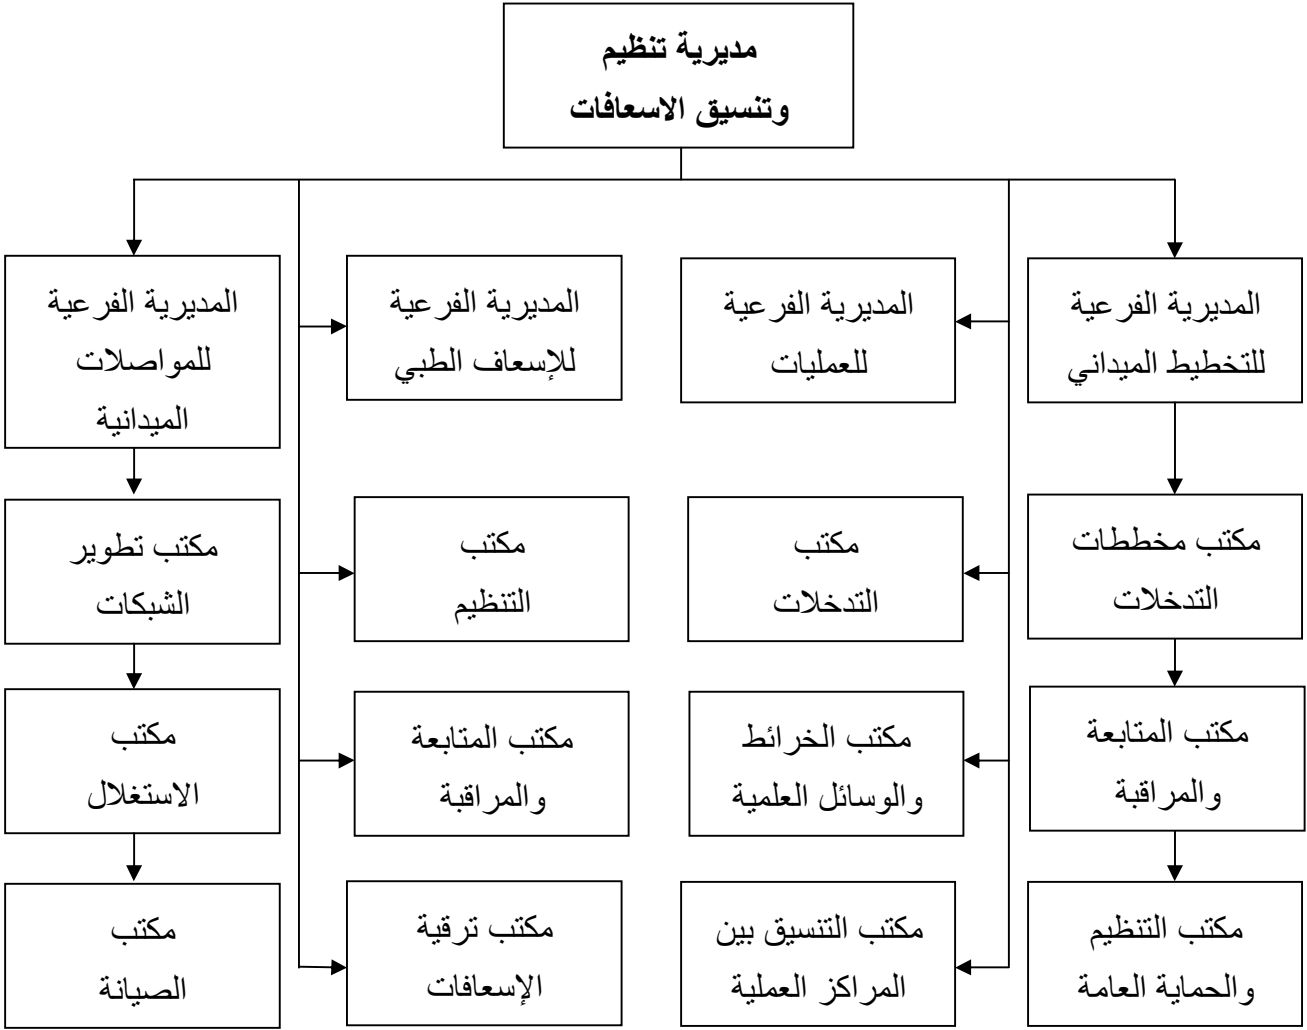 مديرية تنظيم
وتنسيق الاسعافات
المديرية الفرعية
للتخطيط الميداني
المديرية الفرعية
للعمليات
المديرية الفرعية
للإسعاف الطبي
المديرية الفرعية
للمواصلات
الميدانية
مكتب مخططات
التدخلات
مكتب
التدخلات
مكتب
التنظيم
مكتب تطوير
الشبكات
مكتب المتابعة
والمراقبة
مكتب الخرائط
والوسائل العلمية
مكتب المتابعة
والمراقبة
مكتب
الاستغلال
مكتب التنظيم
والحماية العامة
مكتب التنسيق بين
المراكز العملية
مكتب ترقية
الإسعافات
مكتب
الصيانة